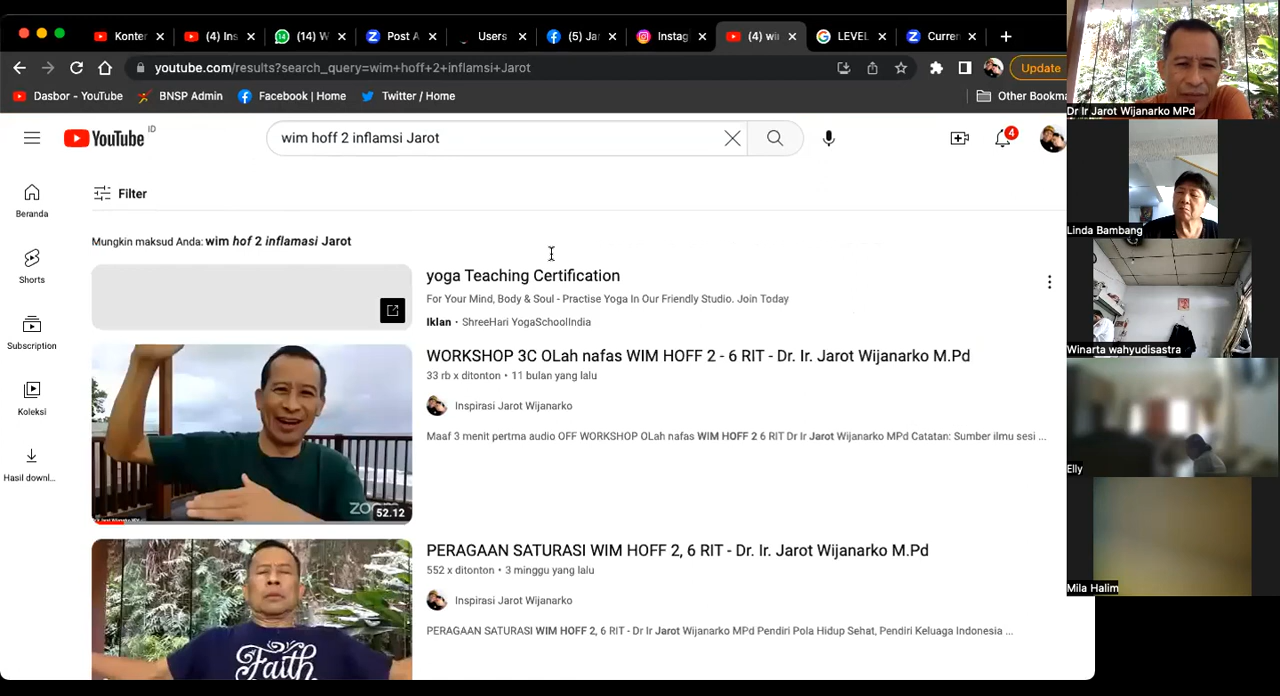 Konter
(4) Ins
(14) W
Post A
Users
(5) Jar
Instag
(4) wi
LEVEL
Curre
youtube.com/results?search_query=wim+hoff+2+inflamsi+Jarot
Update
Dasbor - YouTube
BNSP Admin
Facebook | Home
Twitter / Home
Other Bookma
YouTube ID
wim hoff 2 inflamsi Jarot
4
Filter
Beranda
Shorts
Subscription
Koleksi
Hasil downl...
Mungkin maksud Anda: wim hof 2 inflamasi Jarot
yoga Teaching Certification
For Your Mind, Body & Soul - Practise Yoga In Our Friendly Studio. Join Today
Iklan · ShreeHari YogaSchoolIndia
WORKSHOP 3C OLah nafas WIM HOFF 2 - 6 RIT - Dr. Ir. Jarot Wijanarko M.Pd
33 rb x ditonton • 11 bulan yang lalu
Inspirasi Jarot Wijanarko
Maaf 3 menit pertma audio OFF WORKSHOP OLah nafas WIM HOFF 2 6 RIT Dr Ir Jarot Wijanarko MPd Catatan: Sumber ilmu sesi ...
52.12
PERAGAAN SATURASI WIM HOFF 2, 6 RIT - Dr. Ir. Jarot Wijanarko M.Pd
552 x ditonton • 3 minggu yang lalu
Inspirasi Jarot Wijanarko
PERAGAAN SATURASI WIM HOFF 2, 6 RIT - Dr Ir Jarot Wijanarko MPd Pendiri Pola Hidup Sehat, Pendiri Keluaga Indonesia ...
Faith
Dr Ir Jarot Wijanarko MPd
Linda Bambang
Winarta wahyudisastra
Elly
Mila Halim